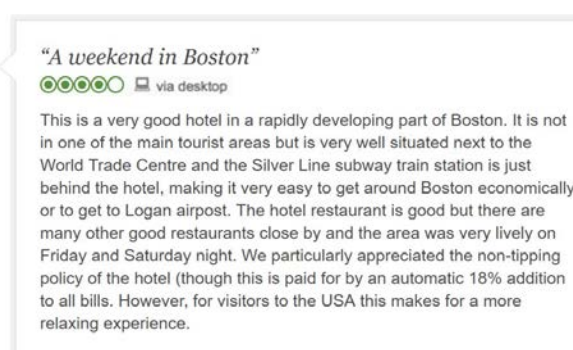 “A weekend in Boston”
via desktop
This is a very good hotel in a rapidly developing part of Boston. It is not
in one of the main tourist areas but is very well situated next to the
World Trade Centre and the Silver Line subway train station is just
behind the hotel, making it very easy to get around Boston economically
or to get to Logan airpost. The hotel restaurant is good but there are
many other good restaurants close by and the area was very lively on
Friday and Saturday night. We particularly appreciated the non-tipping
policy of the hotel (though this is paid for by an automatic 18% addition
to all bills. However, for visitors to the USA this makes for a more
relaxing experience.